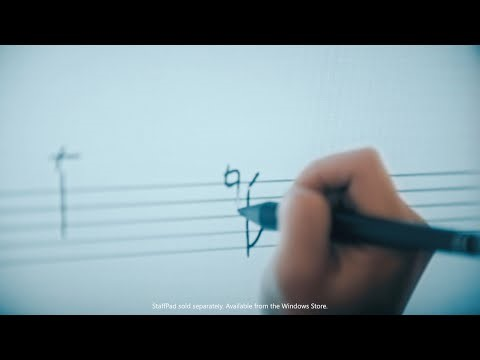 StaffPad sold separately. Available from the Windows Store.